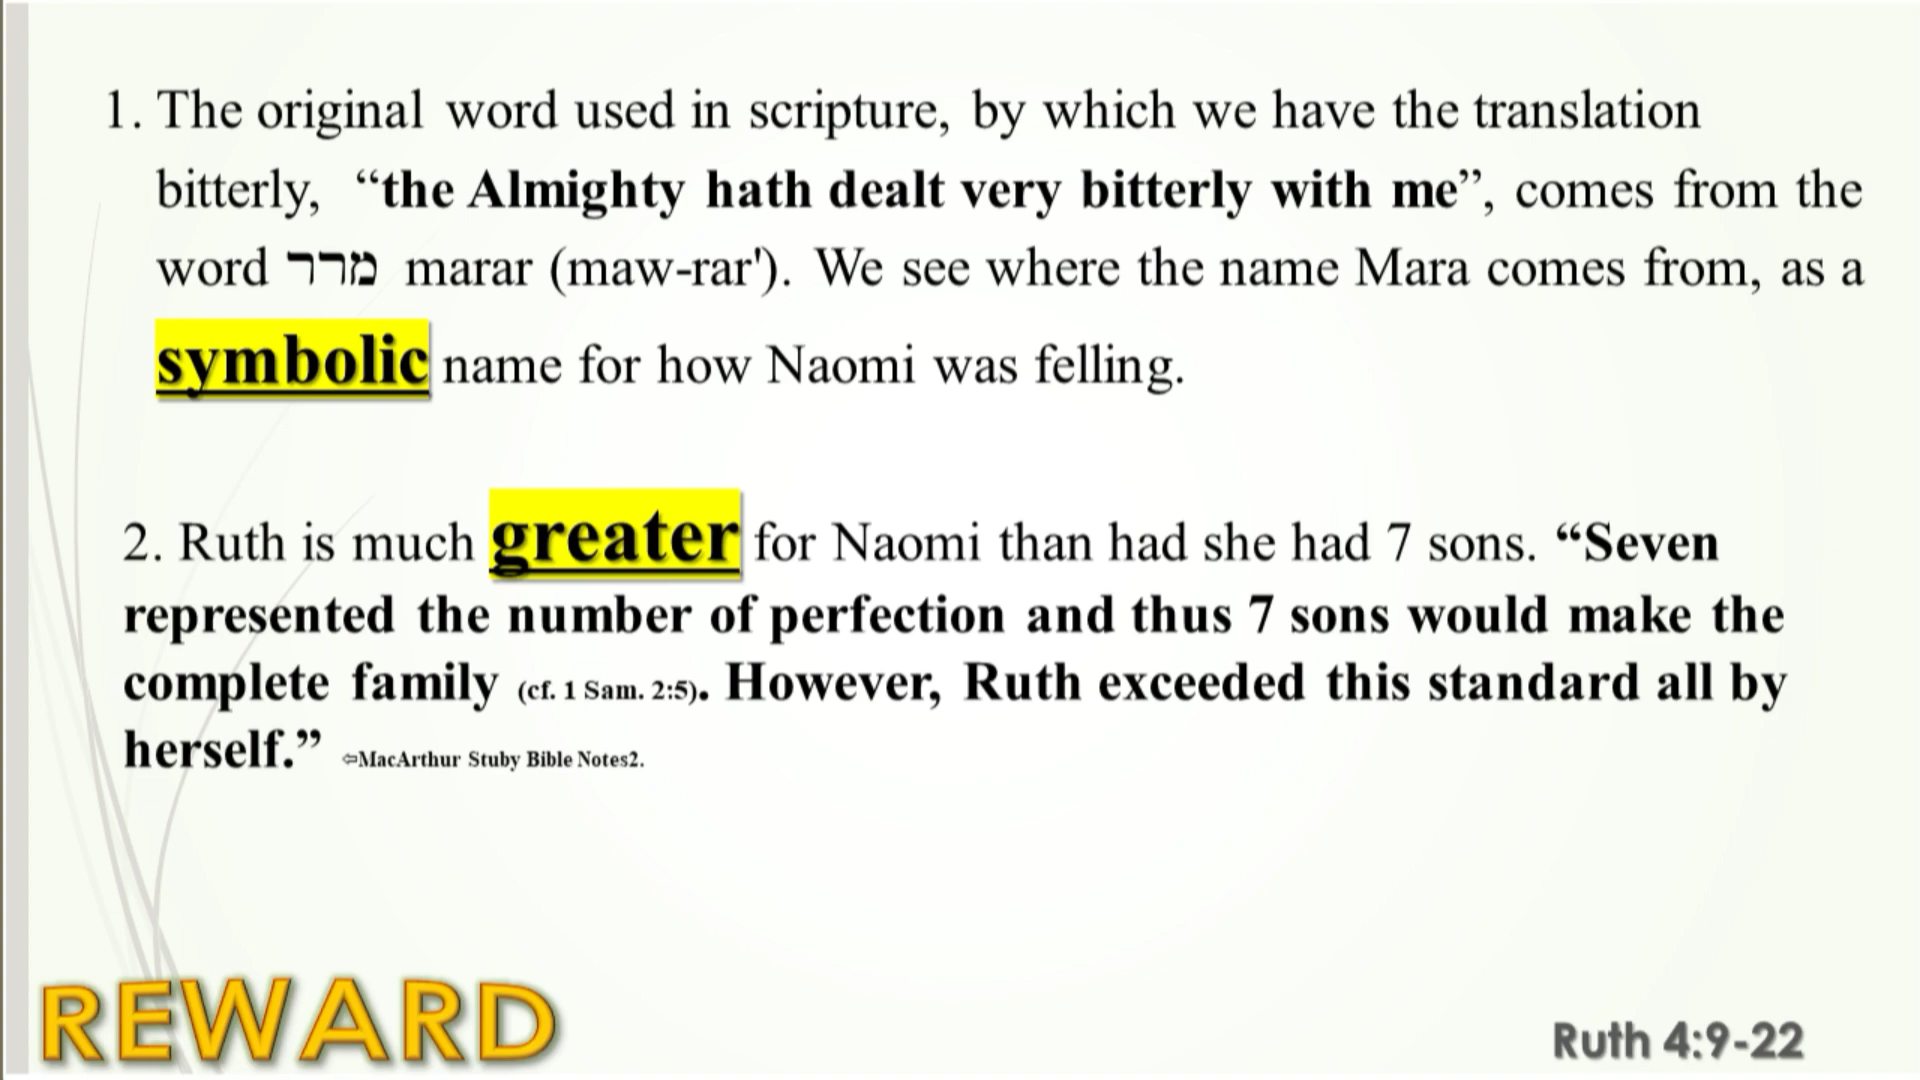 1. The original word used in scripture, by which we have the translation
bitterly, “the Almighty hath dealt very bitterly with me”, comes from the
word מרר marar (maw-rar'). We see where the name Mara comes from, as a
symbolic name for how Naomi was felling.
2. Ruth is much greater for Naomi than had she had 7 sons. “Seven
represented the number of perfection and thus 7 sons would make the
complete family (cf. 1 Sam. 2:5). However, Ruth exceeded this standard all by
herself.” ⇦MacArthur Stuby Bible Notes2.
REWARD
Ruth 4:9-22